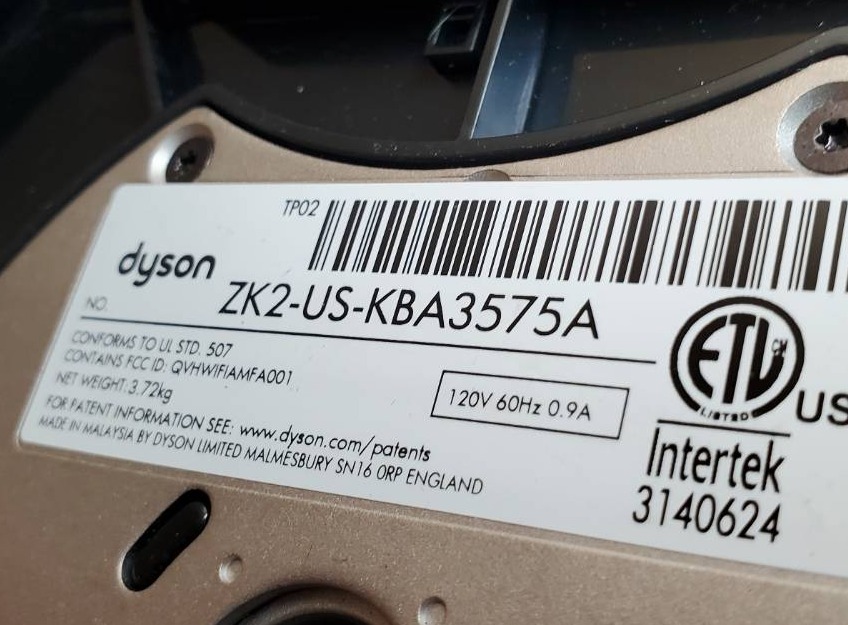 TP02
dyson
NO. ZK2-US-KBA3575A
CONFORMS TO UL STD. 507
CONTAINS FCC ID: QVHWIFIAMFA001
NET WEIGHT: 3.72kg
120V 60Hz 0.9A
FOR PATENT INFORMATION SEE: www.dyson.com/patents
MADE IN MALAYSIA BY DYSON LIMITED MALMESBURY SN16 0RP ENGLAND
ETL CM
LISTED
US
Intertek
3140624